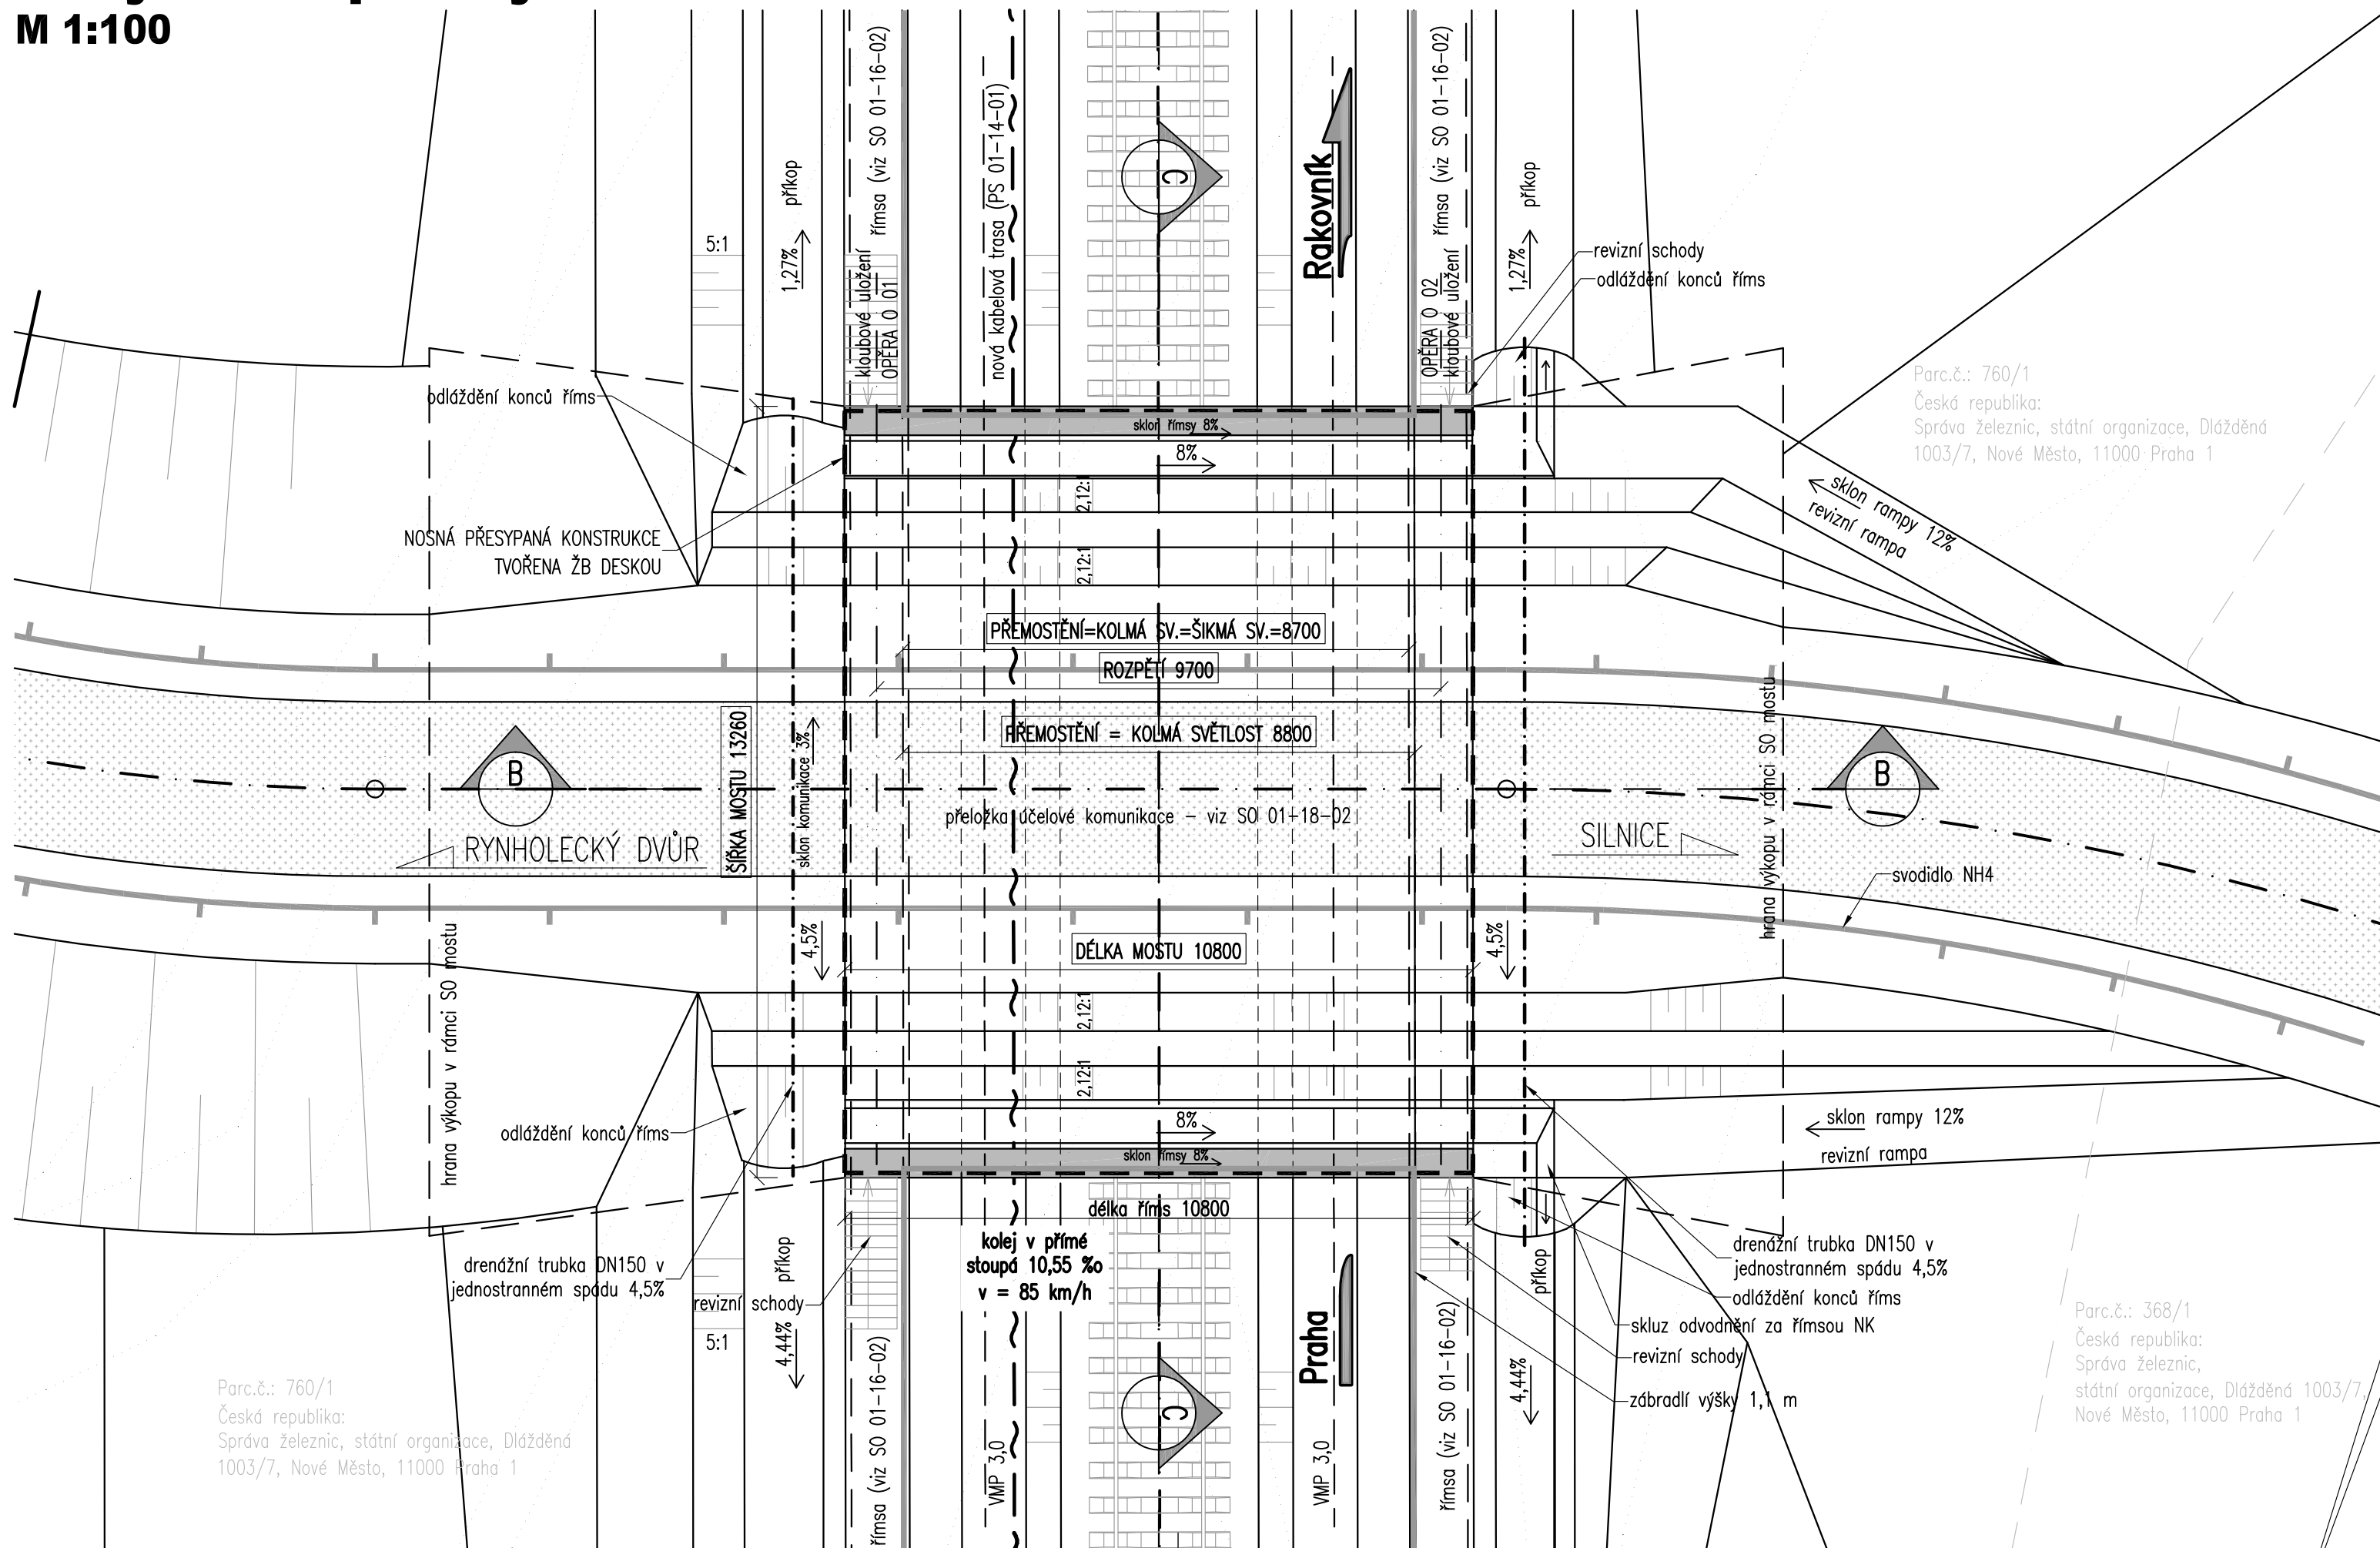 M 1:100
5:1
1,27%
příkop
římsa (viz SO 01-16-02)
kloubové uložení
OPĚRA O 01
nová kabelová trasa (PS 01-14-01)
C
Rakovník
římsa (viz SO 01-16-02)
OPĚRA O 02
kloubové uložení
1,27%
příkop
revizní schody
odláždění konců říms
Parc.č.: 760/1
Česká republika:
Správa železnic, státní organizace, Dlážděná
1003/7, Nové Město, 11000 Praha 1
odláždění konců říms
sklon římsy 8%
8%
2,12:1
sklon rampy 12%
revizní rampa
NOSNÁ PŘESYPANÁ KONSTRUKCE
TVOŘENA ŽB DESKOU
2,12:1
PŘEMOSTĚNÍ=KOLMÁ SV.=ŠIKMÁ SV.=8700
ROZPĚTÍ 9700
PŘEMOSTĚNÍ = KOLMÁ SVĚTLOST 8800
ŠÍŘKA MOSTU 13260
sklon komunikace 3%
B
B
přeložka účelové komunikace – viz SO 01-18-02
RYNHOLECKÝ DVŮR
SILNICE
hrana výkopu v rámci SO mostu
svodidlo NH4
4,5%
DÉLKA MOSTU 10800
4,5%
hrana výkopu v rámci SO mostu
2,12:1
2,12:1
8%
sklon rampy 12%
odláždění konců říms
sklon římsy 8%
revizní rampa
délka říms 10800
kolej v přímé
stoupá 10,55 ‰
v = 85 km/h
drenážní trubka DN150 v
jednostranném spádu 4,5%
revizní schody
příkop
4,44%
5:1
příkop
4,44%
drenážní trubka DN150 v
jednostranném spádu 4,5%
odláždění konců říms
skluz odvodnění za římsou NK
revizní schody
zábradlí výšky 1,1 m
Praha
C
VMP 3,0
VMP 3,0
římsa (viz SO 01-16-02)
římsa (viz SO 01-16-02)
Parc.č.: 760/1
Česká republika:
Správa železnic, státní organizace, Dlážděná
1003/7, Nové Město, 11000 Praha 1
Parc.č.: 368/1
Česká republika:
Správa železnic,
státní organizace, Dlážděná 1003/7,
Nové Město, 11000 Praha 1